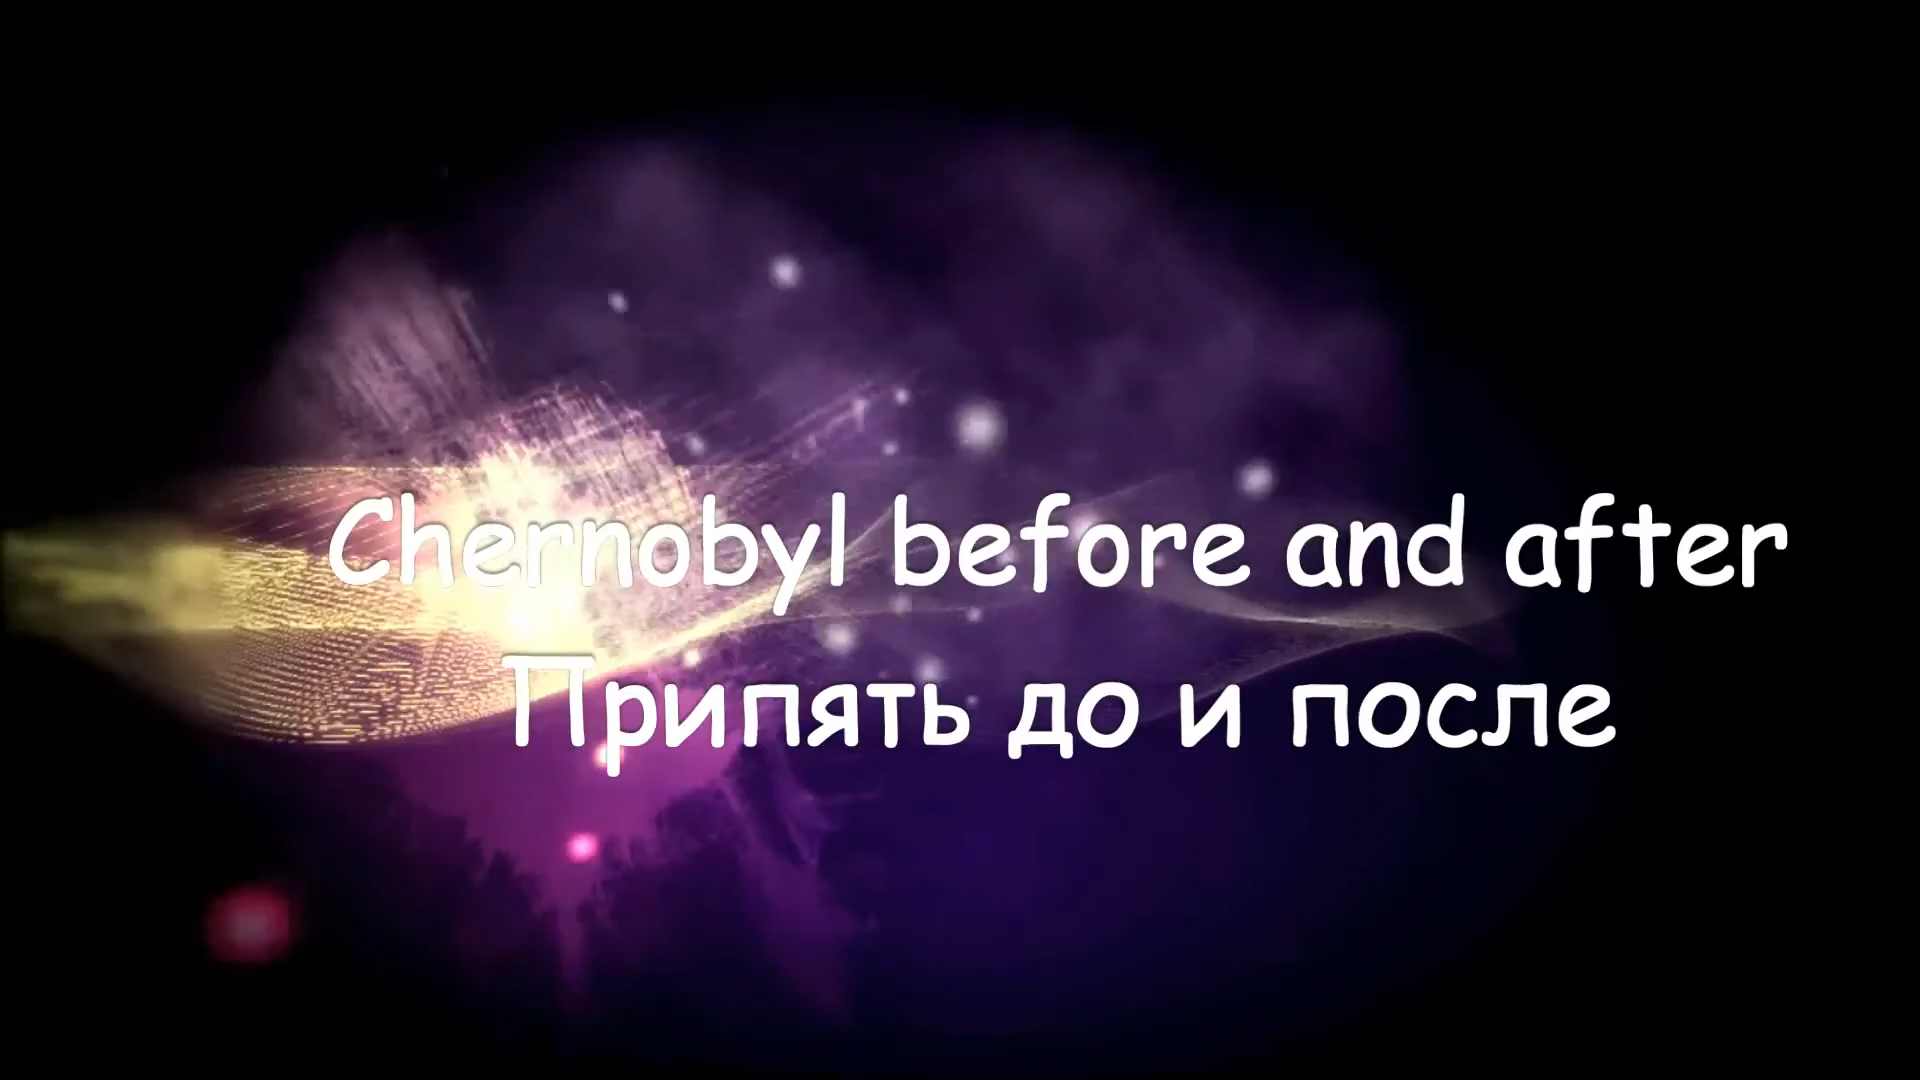 Chernobyl before and after
Припять до и после